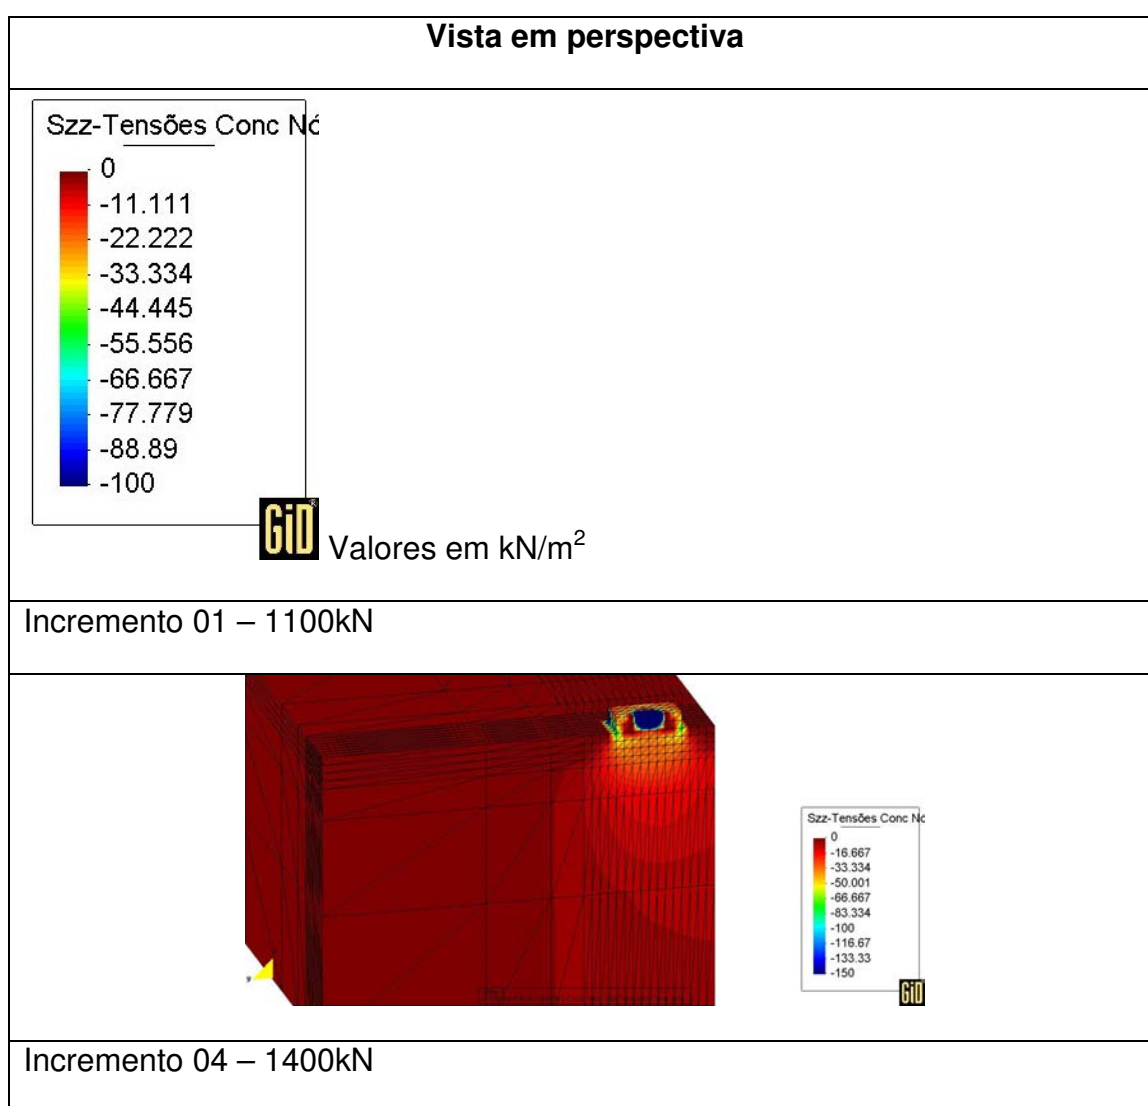 Vista em perspectiva
Szz-Tensões Conc Nó
0
-11.111
-22.222
-33.334
-44.445
-55.556
-66.667
-77.779
-88.89
-100
GiD
Valores em kN/m²
Incremento 01 – 1100kN
Szz-Tensões Conc No
0
-16.667
-33.334
-50.001
-66.667
-83.334
-100
-116.67
-133.33
-150
GiD
Incremento 04 – 1400kN